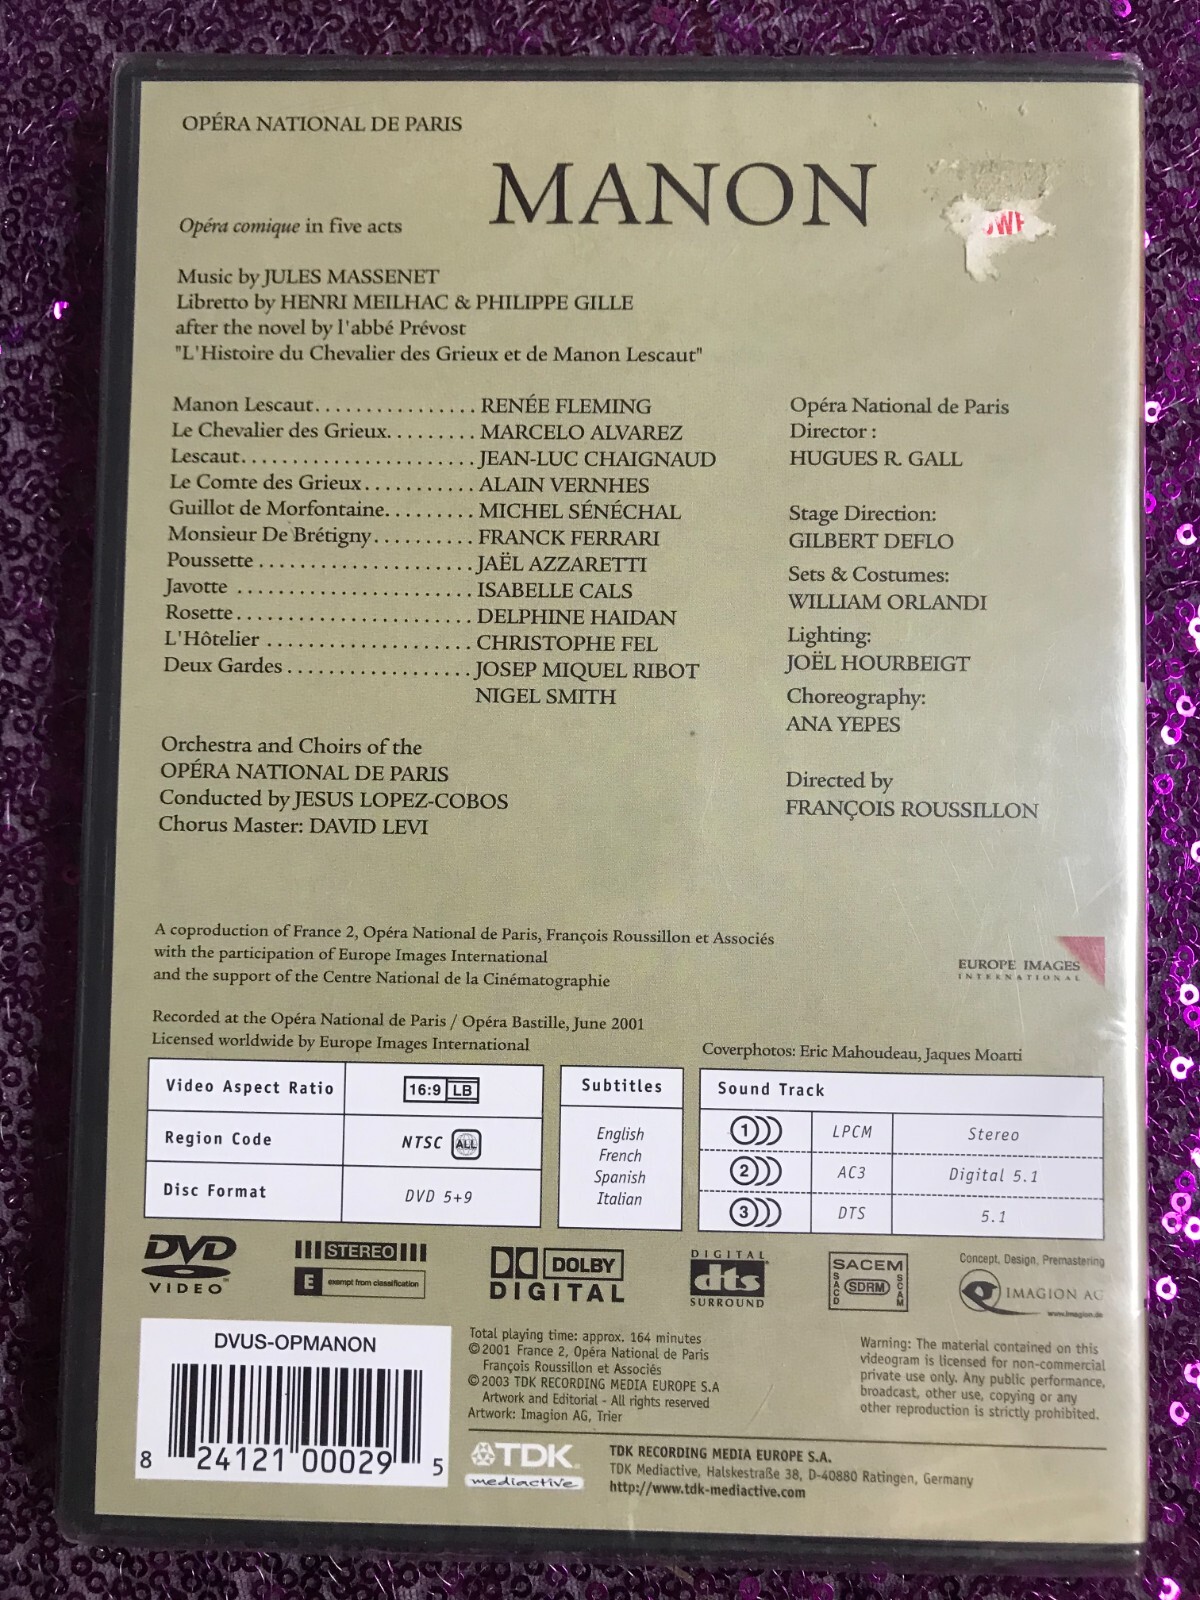 OPÉRA NATIONAL DE PARIS
MANON
Opéra comique in five acts
Music by JULES MASSENET
Libretto by HENRI MEILHAC & PHILIPPE GILLE
after the novel by l'abbé Prévost
"L'Histoire du Chevalier des Grieux et de Manon Lescaut"
Manon Lescaut................ RENÉE FLEMING
Le Chevalier des Grieux......... MARCELO ALVAREZ
Lescaut........................ JEAN-LUC CHAIGNAUD
Le Comte des Grieux........... ALAIN VERNHES
Guillot de Morfontaine......... MICHEL SÉNÉCHAL
Monsieur De Brétigny.......... FRANCK FERRARI
Poussette...................... JAËL AZZARETTI
Javotte ........................ ISABELLE CALS
Rosette........................ DELPHINE HAIDAN
L'Hôtelier ..................... CHRISTOPHE FEL
Deux Gardes................... JOSEP MIQUEL RIBOT
NIGEL SMITH
Opéra National de Paris
Director :
HUGUES R. GALL
Stage Direction:
GILBERT DEFLO
Sets & Costumes:
WILLIAM ORLANDI
Lighting:
JOËL HOURBEIGT
Choreography:
ANA YEPES
Directed by
FRANÇOIS ROUSSILLON
Orchestra and Choirs of the
OPÉRA NATIONAL DE PARIS
Conducted by JESUS LOPEZ-COBOS
Chorus Master: DAVID LEVI
A coproduction of France 2, Opéra National de Paris, François Roussillon et Associés
with the participation of Europe Images International
and the support of the Centre National de la Cinématographie
EUROPE IMAGES
INTERNATIONAL
Recorded at the Opéra National de Paris / Opéra Bastille, June 2001
Licensed worldwide by Europe Images International
Coverphotos: Eric Mahoudeau, Jaques Moatti
Video Aspect Ratio 16:9 LB
Region Code NTSC ALL
Disc Format DVD 5+9
Subtitles
English
French
Spanish
Italian
Sound Track
1 LPCM Stereo
2 AC3 Digital 5.1
3 DTS 5.1
DVD
VIDEO
STEREO
E exempt from classification
DOLBY
DIGITAL
DIGITAL
dts
SURROUND
SACEM
SACD
SDRM
SCAM
Concept, Design, Premastering
IMAGION AG
www.imagion.de
DVUS-OPMANON
8 24121 00029 5
Total playing time: approx. 164 minutes
©2001 France 2, Opéra National de Paris
François Roussillon et Associés
©2003 TDK RECORDING MEDIA EUROPE S.A
Artwork and Editorial - All rights reserved
Artwork: Imagion AG, Trier
Warning: The material contained on this
videogram is licensed for non-commercial
private use only. Any public performance,
broadcast, other use, copying or any
other reproduction is strictly prohibited.
TDK
mediactive
TDK RECORDING MEDIA EUROPE S.A.
TDK Mediactive, Halskestraße 38, D-40880 Ratingen, Germany
http://www.tdk-mediactive.com